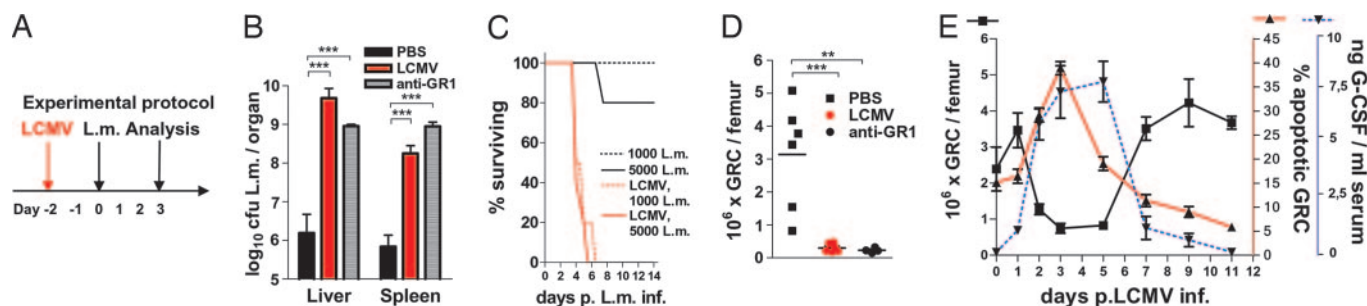 A
Experimental protocol
LCMV L.m. Analysis
Day -2 -1 0 1 2 3
B
log10 cfu L.m. / organ
10
9
8
7
6
5
***
***
***
***
PBS
LCMV
anti-GR1
Liver Spleen
C
% surviving
100
80
60
40
20
0
1000 L.m.
5000 L.m.
LCMV,
1000 L.m.
LCMV,
5000 L.m.
0 2 4 6 8 10 12 14
days p. L.m. inf.
D
10^6 x GRC / femur
6
5
4
3
2
1
0
**
***
PBS
LCMV
anti-GR1
E
10^6 x GRC / femur
6
5
4
3
2
1
0
0 1 2 3 4 5 6 7 8 9 10 11 12
days p.LCMV inf.
45
40
35
30
25
20
15
10
5
0
% apoptotic GRC
10
7,5
5
2,5
0
ng G-CSF / ml serum